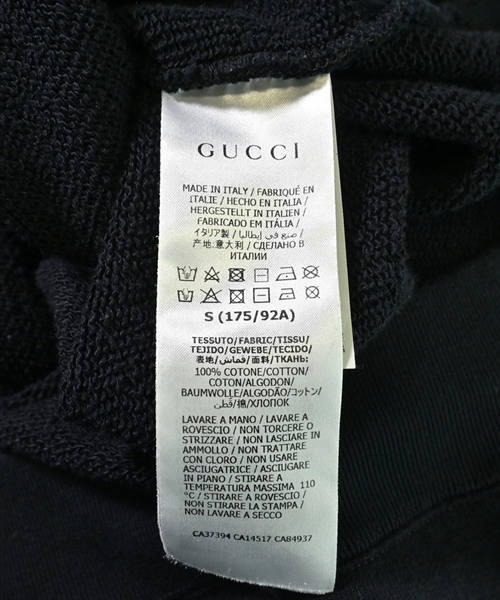 GUCCI
MADE IN ITALY / FABRIQUÉ EN
ITALIE / HECHO EN ITALIA /
HERGESTELLT IN ITALIEN /
FABRICADO EM ITÁLIA /
イタリア製 / صنع في إيطاليا /
产地:意大利 / СДЕЛАНО В
ИТАЛИИ
S (175/92A)
TESSUTO/FABRIC/TISSU/
TEJIDO/GEWEBE/TECIDO/
表地/قماش/面料/ТКАНЬ:
100% COTONE/COTTON/
COTON/ALGODON/
BAUMWOLLE/ALGODÃO/コットン/
قطن/棉/ХЛОПОК
LAVARE A MANO / LAVARE A
ROVESCIO / NON TORCERE O
STRIZZARE / NON LASCIARE IN
AMMOLLO / NON TRATTARE
CON CLORO / NON USARE
ASCIUGATRICE / ASCIUGARE
IN PIANO / STIRARE A
TEMPERATURA MASSIMA 110
°C / STIRARE A ROVESCIO /
NON STIRARE LA STAMPA /
NON LAVARE A SECCO
CA37394 CA14517 CA84937